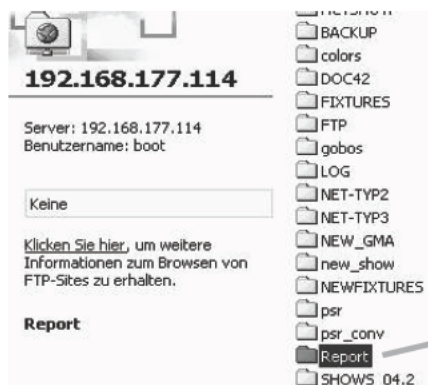 192.168.177.114
Server: 192.168.177.114
Benutzername: boot
Keine
Klicken Sie hier, um weitere
Informationen zum Browsen von
FTP-Sites zu erhalten.
Report
BACKUP
colors
DOC42
FIXTURES
FTP
gobos
LOG
NET-TYP2
NET-TYP3
NEW_GMA
new_show
NEWFIXTURES
psr
psr_conv
Report
SHOWS_04.2